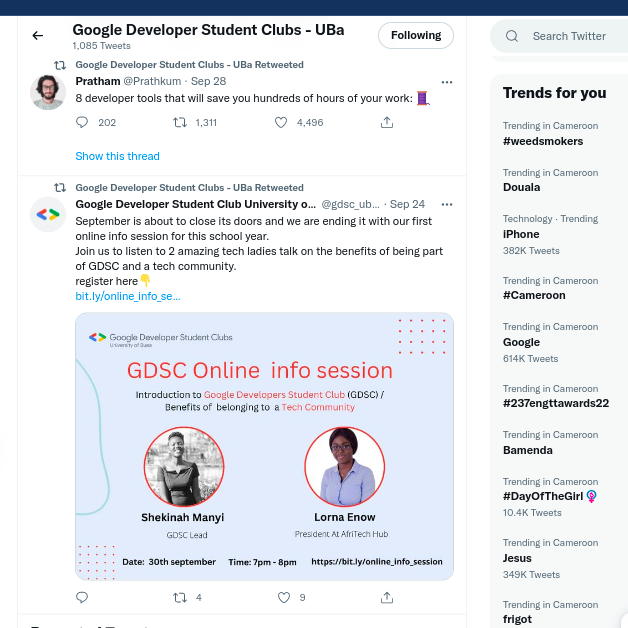 Google Developer Student Clubs - UBa
1,085 Tweets
Following
Google Developer Student Clubs - UBa Retweeted
Pratham @Prathkum · Sep 28
8 developer tools that will save you hundreds of hours of your work: 🧵
202 1,311 4,496
Show this thread
Google Developer Student Clubs - UBa Retweeted
Google Developer Student Club University o... @gdsc_ub... · Sep 24
September is about to close its doors and we are ending it with our first
online info session for this school year.
Join us to listen to 2 amazing tech ladies talk on the benefits of being part
of GDSC and a tech community.
register here👇
bit.ly/online_info_se...
Google Developer Student Clubs
University of Buea
GDSC Online info session
Introduction to Google Developers Student Club (GDSC) /
Benefits of belonging to a Tech Community
Shekinah Manyi
GDSC Lead
Lorna Enow
President At AfriTech Hub
Date: 30th september Time: 7pm - 8pm https://bit.ly/online_info_session
4 9
Search Twitter
Trends for you
Trending in Cameroon
#weedsmokers
Trending in Cameroon
Douala
Technology · Trending
iPhone
382K Tweets
Trending in Cameroon
#Cameroon
Trending in Cameroon
Google
614K Tweets
Trending in Cameroon
#237engttawards22
Trending in Cameroon
Bamenda
Trending in Cameroon
#DayOfTheGirl
10.4K Tweets
Trending in Cameroon
Jesus
349K Tweets
Trending in Cameroon
frigot